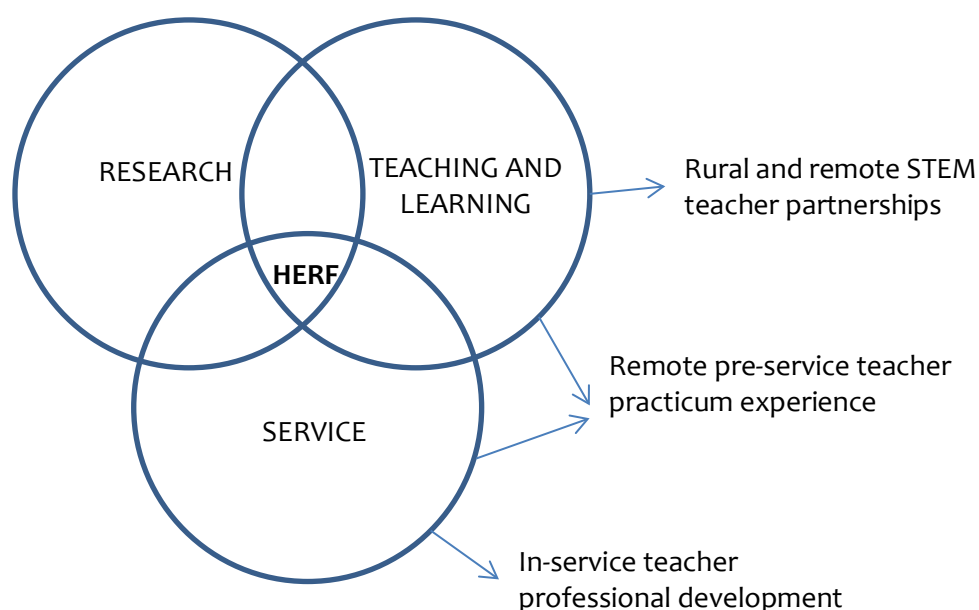 RESEARCH
TEACHING AND
LEARNING
Rural and remote STEM
teacher partnerships
HERF
Remote pre-service teacher
practicum experience
SERVICE
In-service teacher
professional development